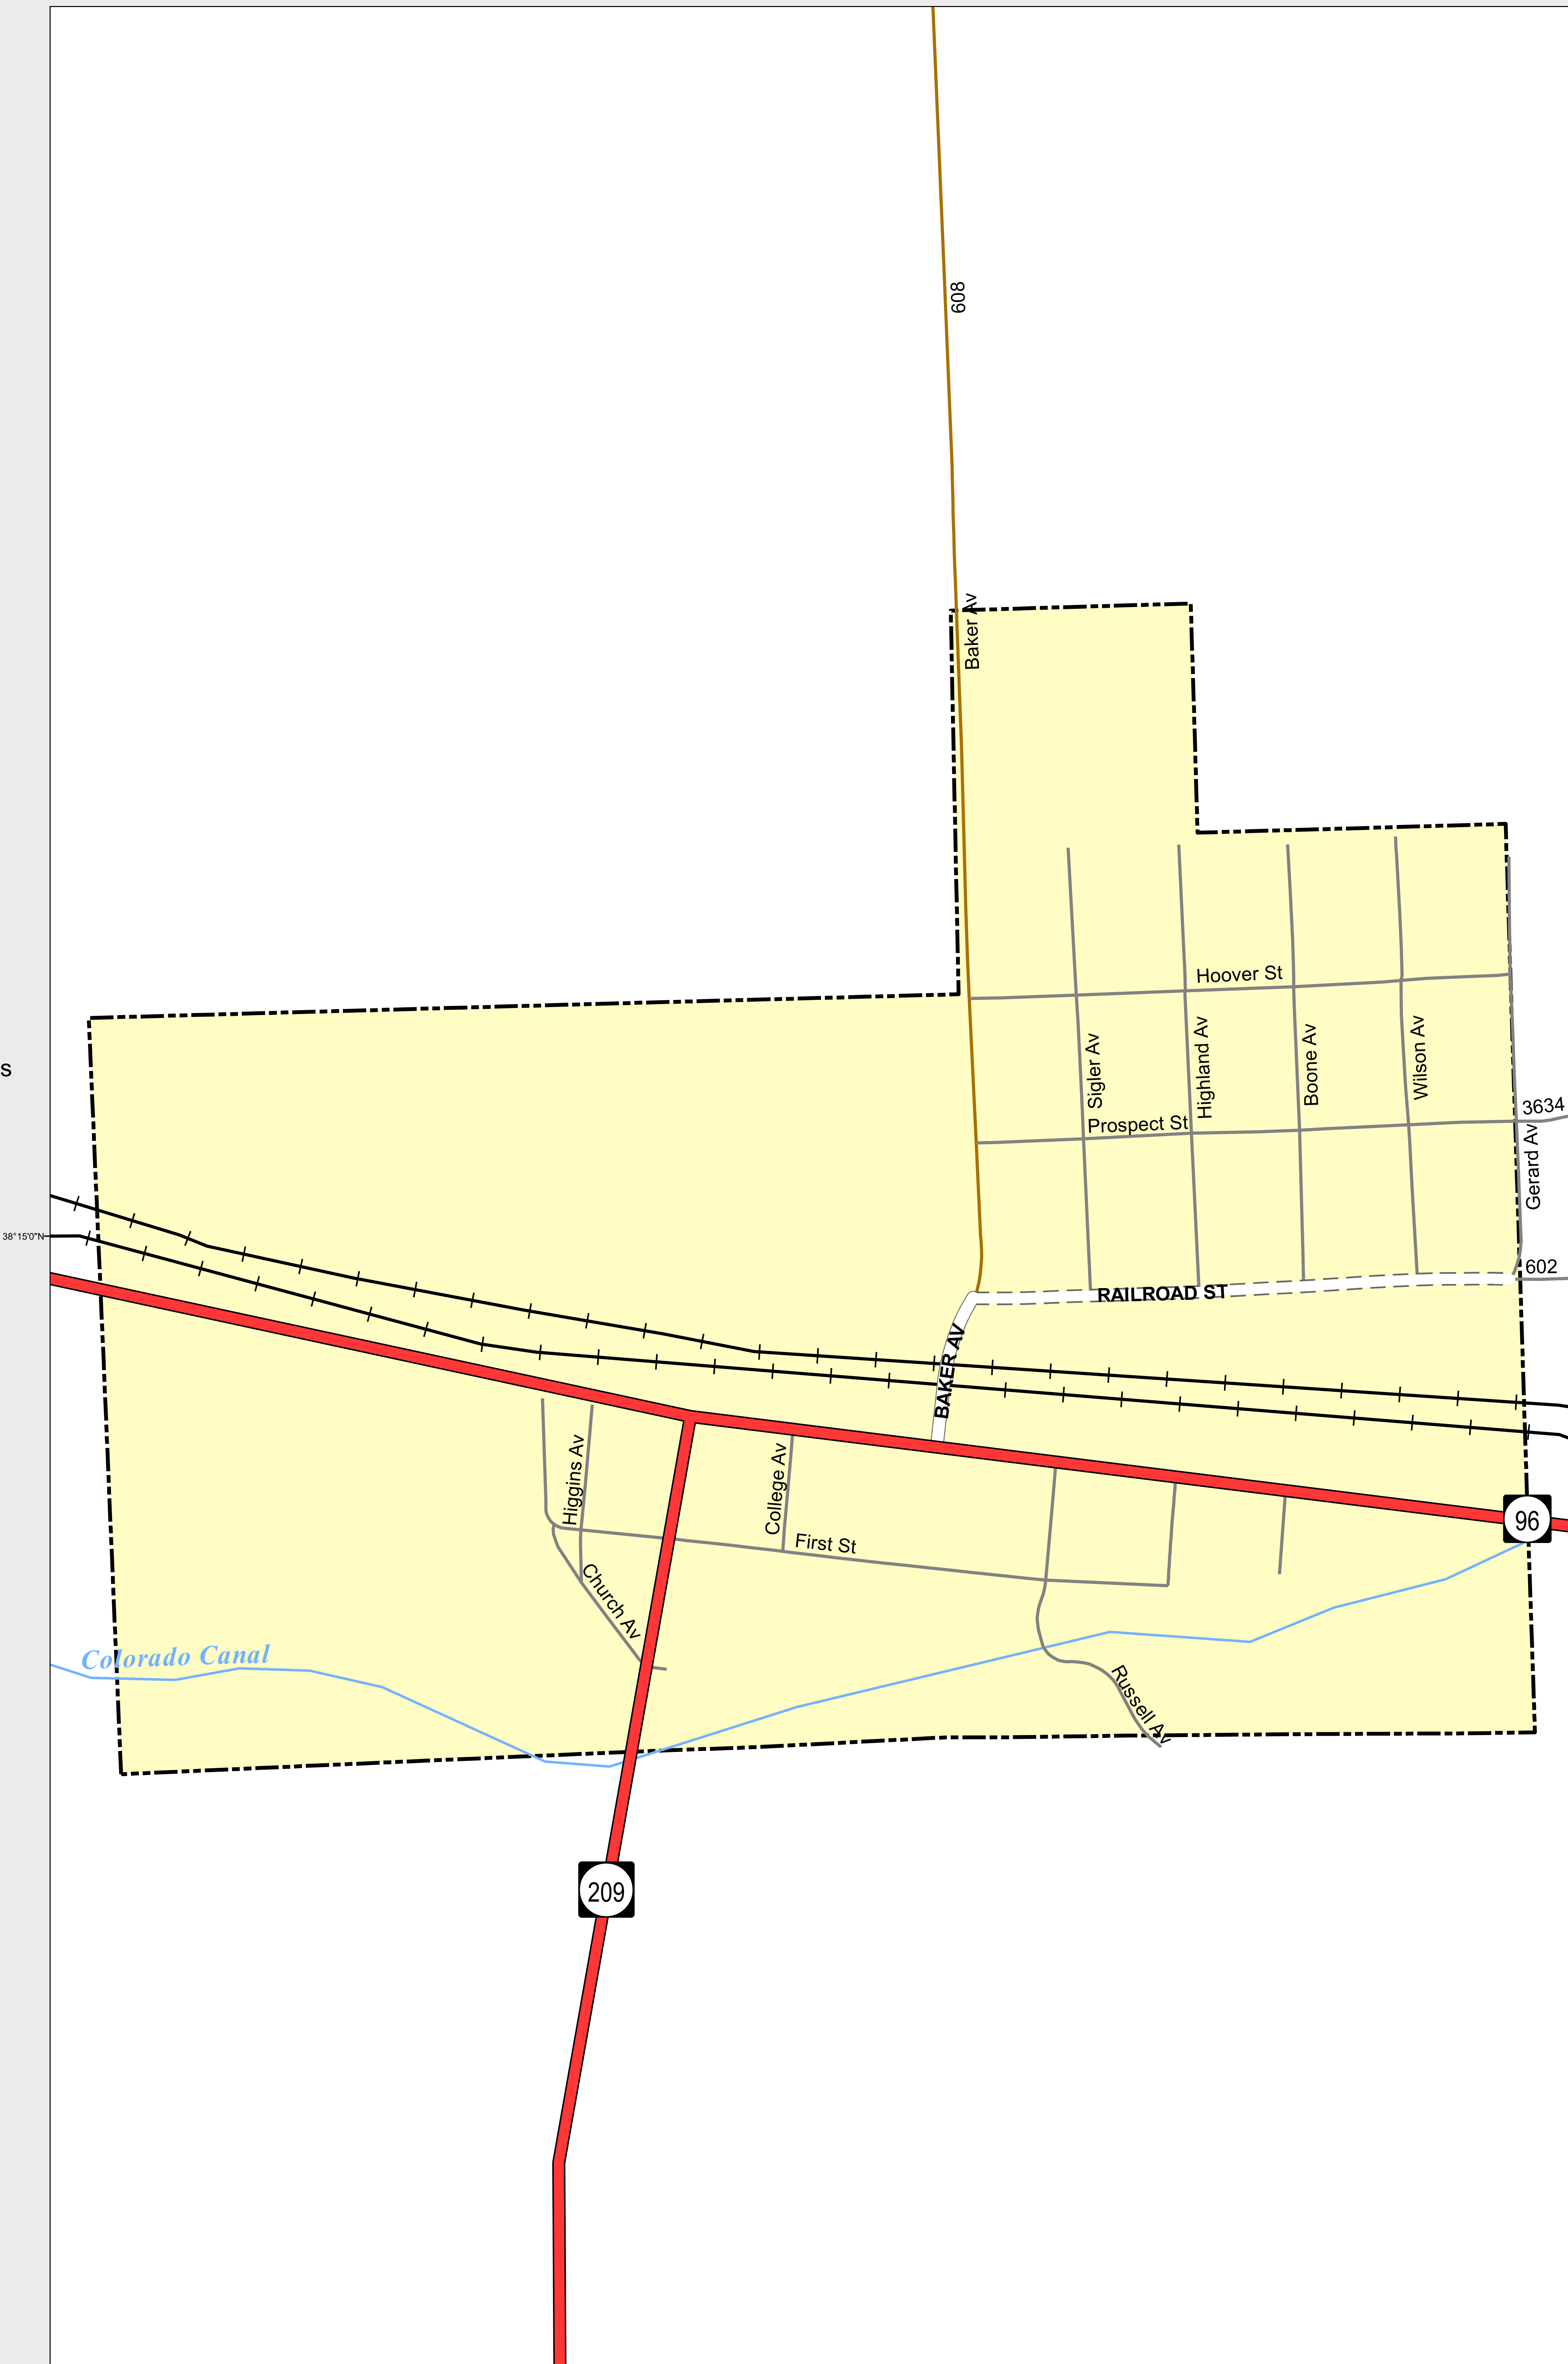 608
Baker Av
Hoover St
Sigler Av
Highland Av
Boone Av
Wilson Av
s
3634
Prospect St
Gerard Av
38°15'0"N
602
RAILROAD ST
BAKER AV
Higgins Av
College Av
96
First St
Church Av
Colorado Canal
Russell Av
209